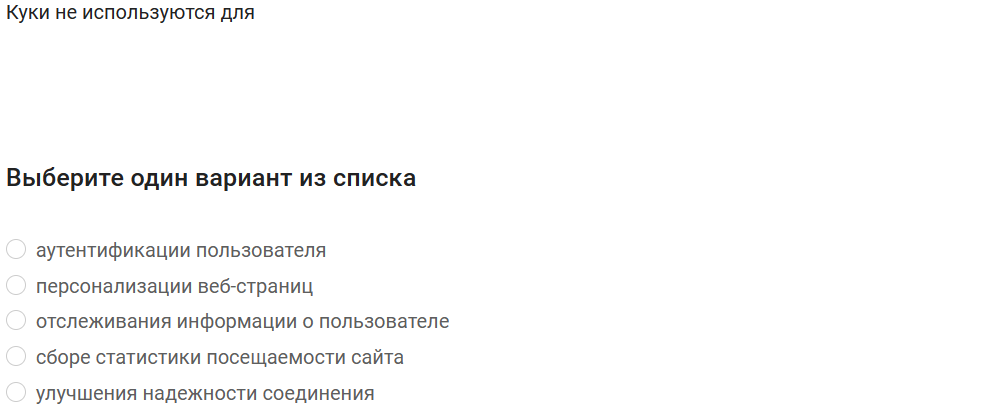 Куки не используются для
Выберите один вариант из списка
аутентификации пользователя
персонализации веб-страниц
отслеживания информации о пользователе
сборе статистики посещаемости сайта
улучшения надежности соединения